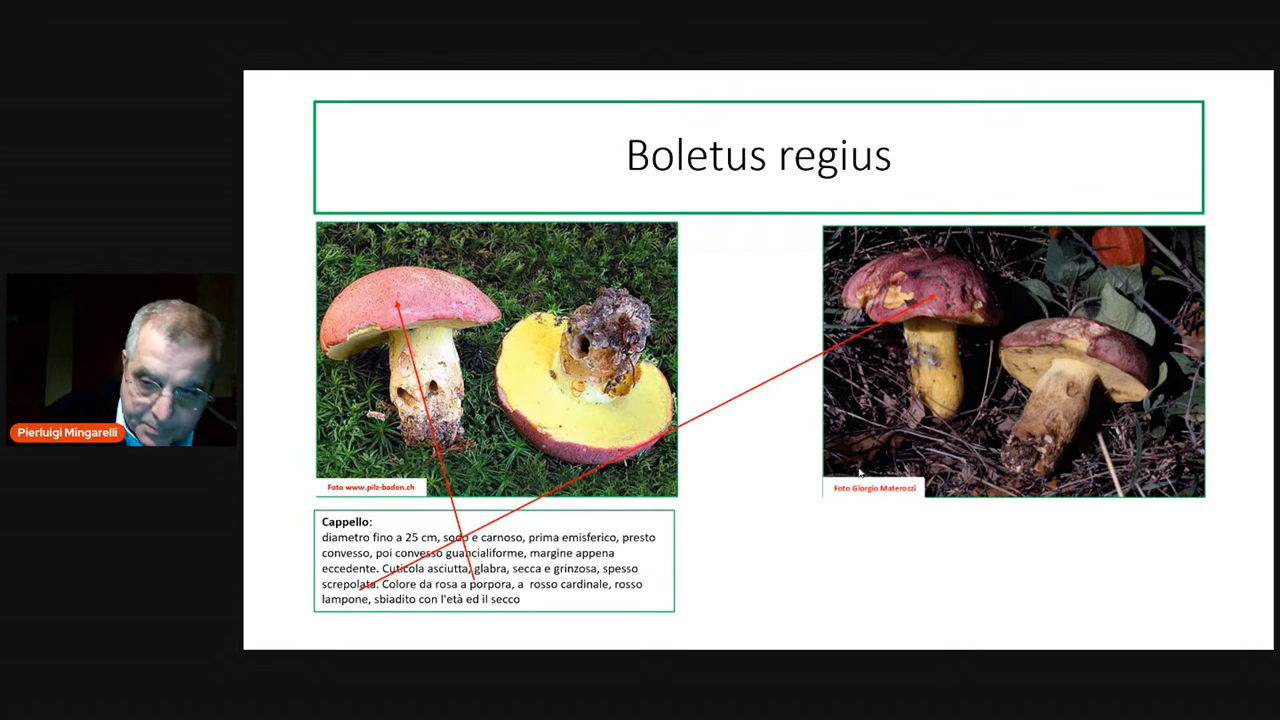 Boletus regius
Pierluigi Mingarelli
Foto www.pilz-baden.ch
Foto Giorgio Materozzi
Cappello:
diametro fino a 25 cm, sodo e carnoso, prima emisferico, presto
convesso, poi convesso guancialiforme, margine appena
eccedente. Cuticola asciutta, glabra, secca e grinzosa, spesso
screpolata. Colore da rosa a porpora, a rosso cardinale, rosso
lampone, sbiadito con l'età ed il secco